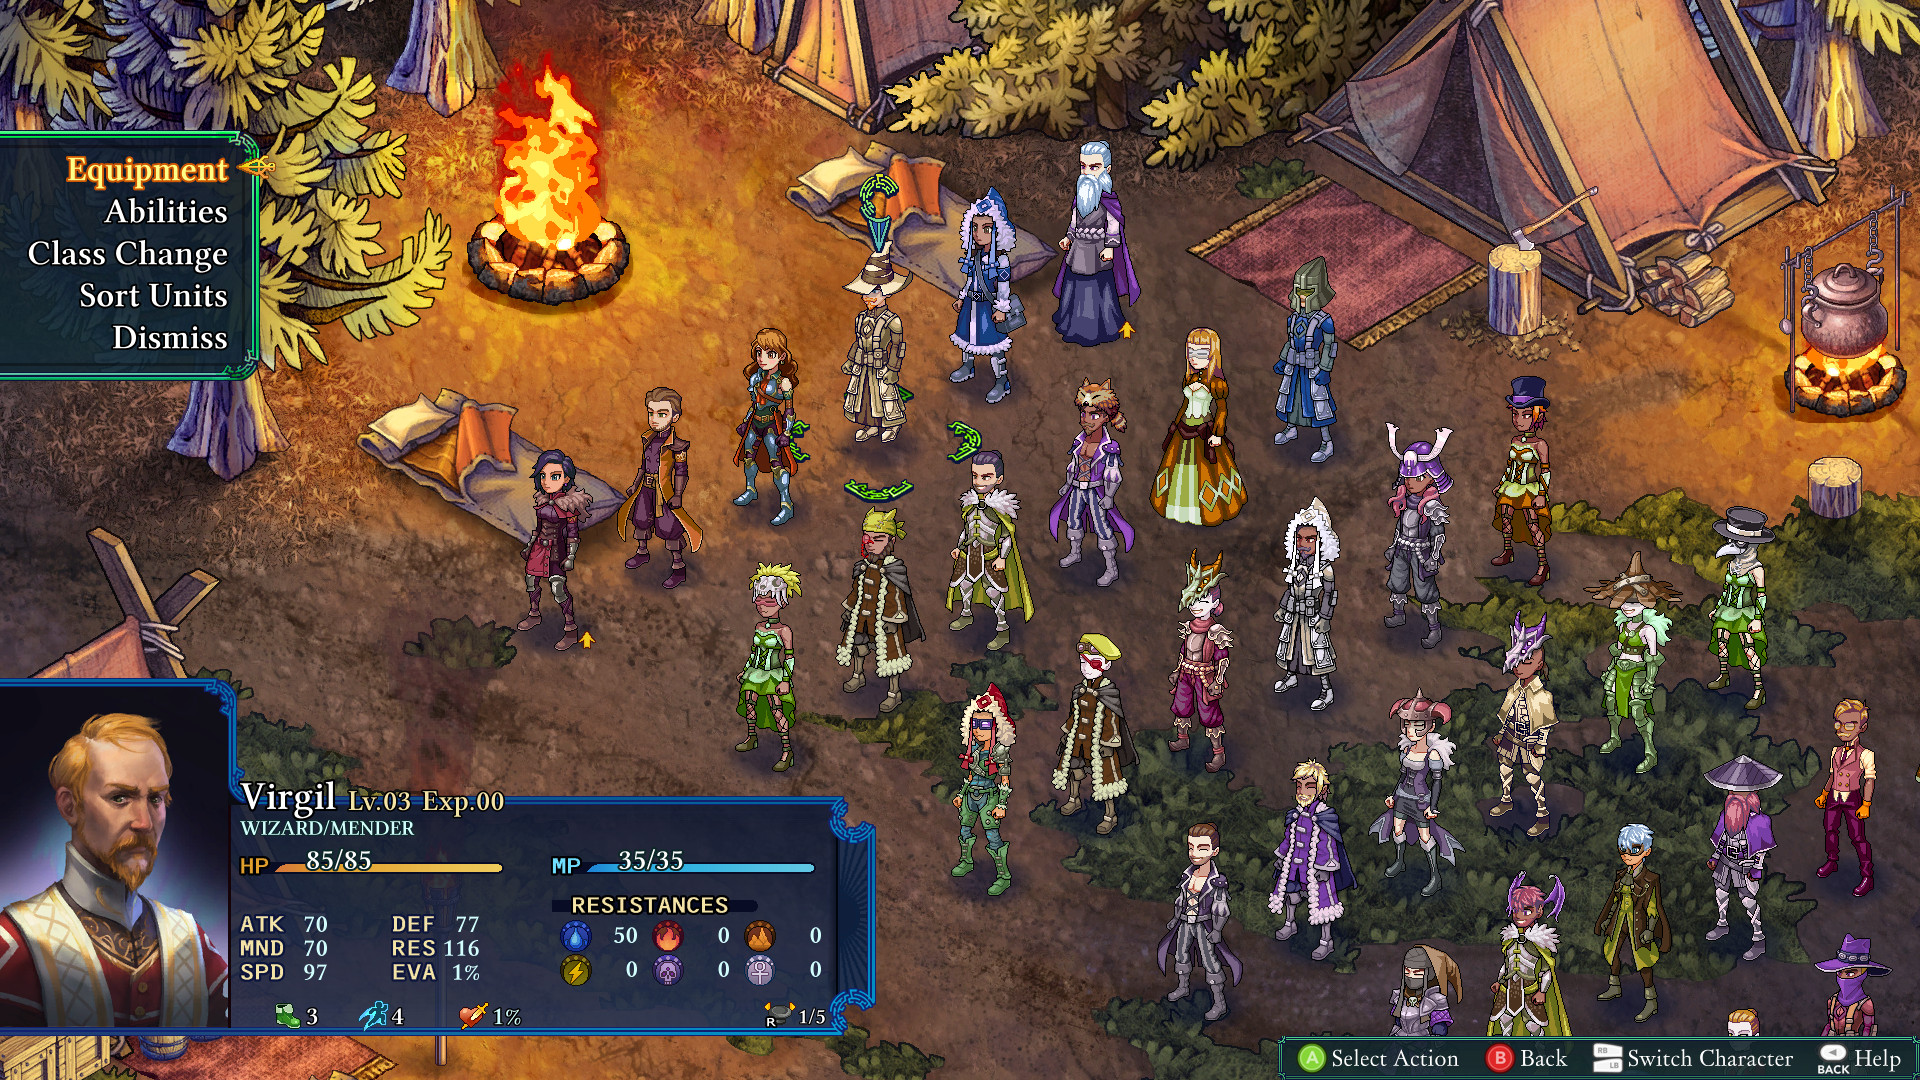 Equipment
Abilities
Class Change
Sort Units
Dismiss
Virgil Lv.03 Exp.00
WIZARD/MENDER
HP 85/85 MP 35/35
RESISTANCES
ATK 70 DEF 77 50 0 0
MND 70 RES 116
SPD 97 EVA 1% 0 0 0
3 4 1% R 1/5
A Select Action B Back RB LB Switch Character BACK Help